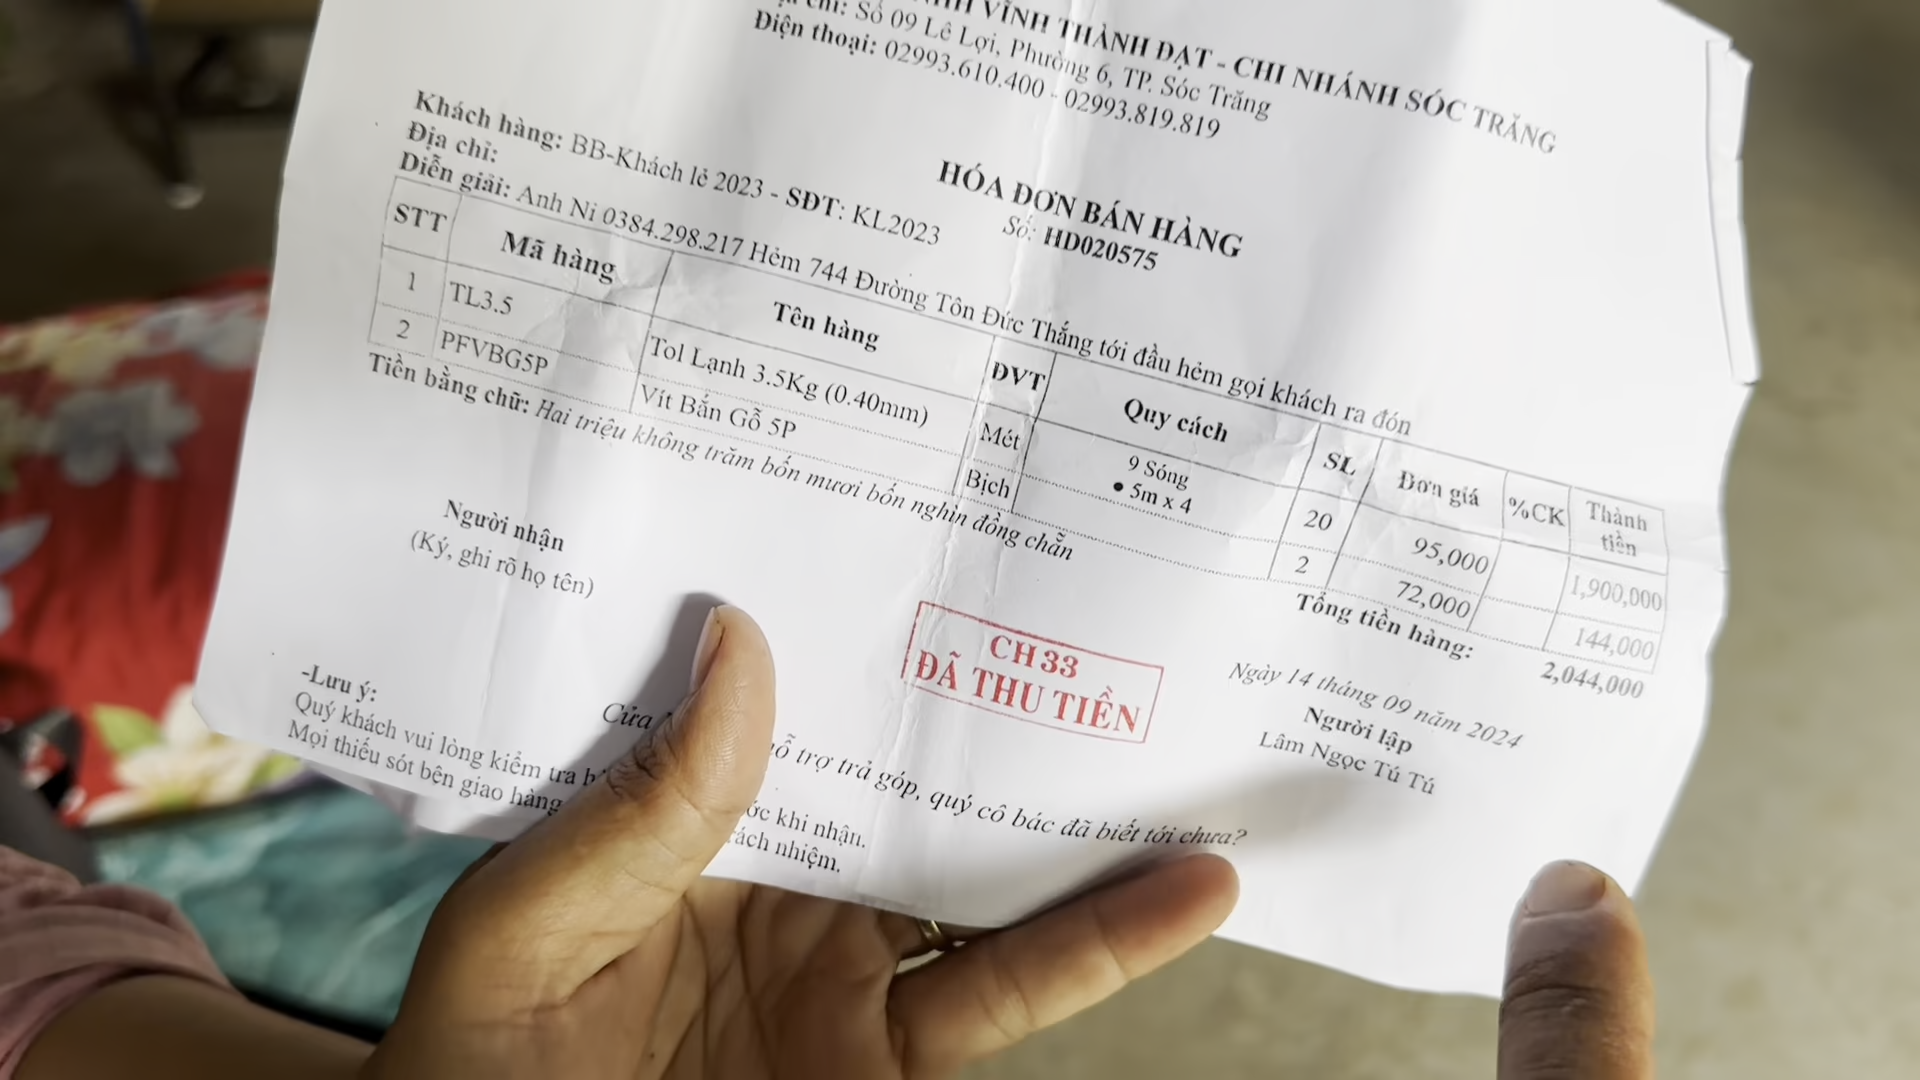 VĨNH THÀNH ĐẠT - CHI NHÁNH SÓC TRĂNG
chỉ: Số 09 Lê Lợi, Phường 6, TP. Sóc Trăng
Điện thoại: 02993.610.400 - 02993.819.819
HÓA ĐƠN BÁN HÀNG
Số: HD020575
Khách hàng: BB-Khách lẻ 2023 - SĐT: KL2023
Địa chỉ:
Diễn giải: Anh Ni 0384.298.217 Hẻm 744 Đường Tôn Đức Thắng tới đầu hẻm gọi khách ra đón
STT Mã hàng Tên hàng ĐVT Quy cách SL Đơn giá %CK Thành tiền
1 TL3.5 Tol Lạnh 3.5Kg (0.40mm) Mét 9 Sóng 20 95,000 1,900,000
• 5m x 4
2 PFVBG5P Vít Bắn Gỗ 5P Bịch 2 72,000 144,000
Tổng tiền hàng: 2,044,000
Tiền bằng chữ: Hai triệu không trăm bốn mươi bốn nghìn đồng chẵn
Ngày 14 tháng 09 năm 2024
Người nhận
(Ký, ghi rõ họ tên)
Người lập
Lâm Ngọc Tú Tú
CH33
ĐÃ THU TIỀN
Cửa trợ trả góp, quý cô bác đã biết tới chưa?
-Lưu ý:
Quý khách vui lòng kiểm tra khi nhận.
Mọi thiếu sót bên giao hàng nhiệm.